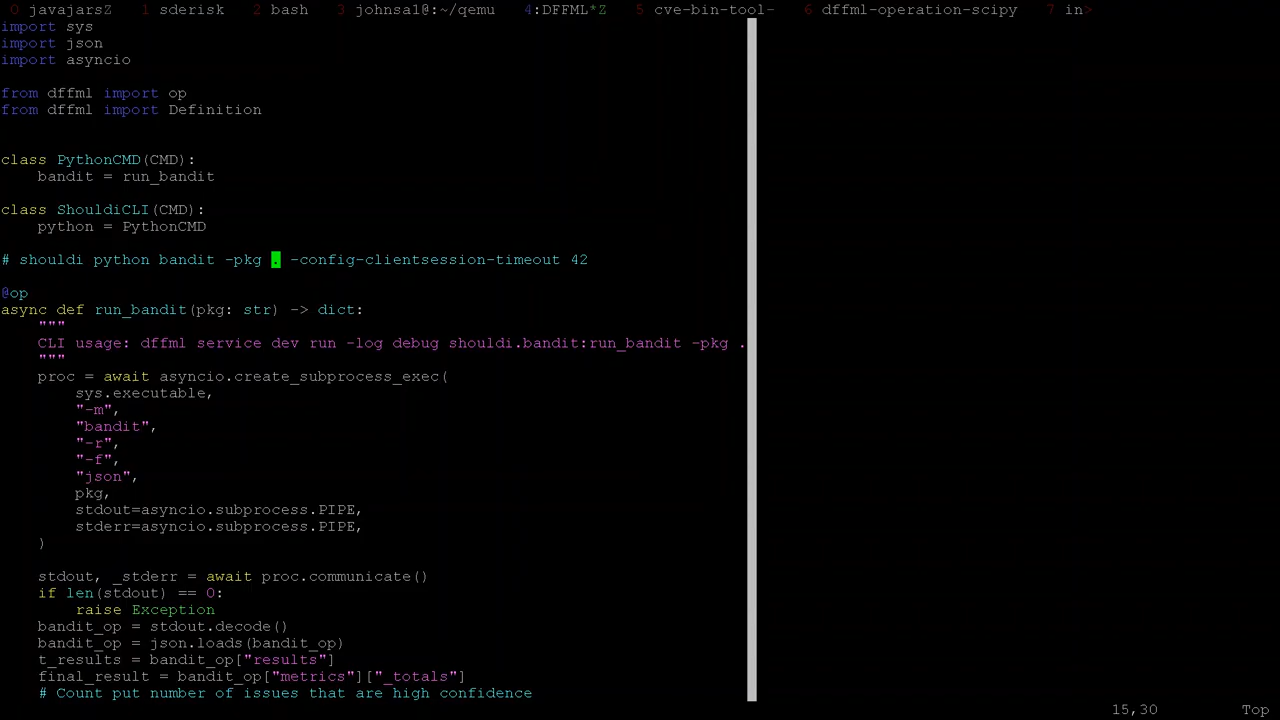 0 javajarsZ 1 sderisk 2 bash 3 johnsa1@:~/qemu 4:DFFML*Z 5 cve-bin-tool- 6 dffml-operation-scipy 7 in>
import sys
import json
import asyncio
from dffml import op
from dffml import Definition
class PythonCMD(CMD):
    bandit = run_bandit
class ShouldiCLI(CMD):
    python = PythonCMD
# shouldi python bandit -pkg . -config-clientsession-timeout 42
@op
async def run_bandit(pkg: str) -> dict:
    """
    CLI usage: dffml service dev run -log debug shouldi.bandit:run_bandit -pkg .
    """
    proc = await asyncio.create_subprocess_exec(
        sys.executable,
        "-m",
        "bandit",
        "-r",
        "-f",
        "json",
        pkg,
        stdout=asyncio.subprocess.PIPE,
        stderr=asyncio.subprocess.PIPE,
    )
    stdout, _stderr = await proc.communicate()
    if len(stdout) == 0:
        raise Exception
    bandit_op = stdout.decode()
    bandit_op = json.loads(bandit_op)
    t_results = bandit_op["results"]
    final_result = bandit_op["metrics"]["_totals"]
    # Count put number of issues that are high confidence
15,30 Top